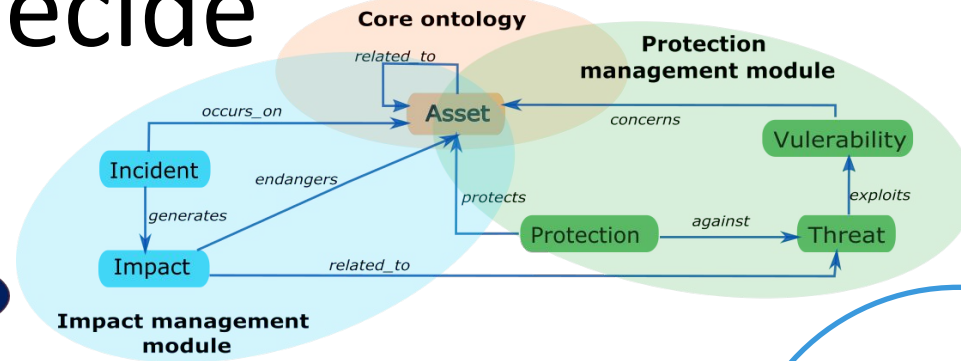 ecide
Core ontology
Protection
management module
related_to
Asset
occurs_on
concerns
Vulerability
Incident
endangers
protects
exploits
generates
Protection
against
Threat
Impact
related_to
Impact management
module